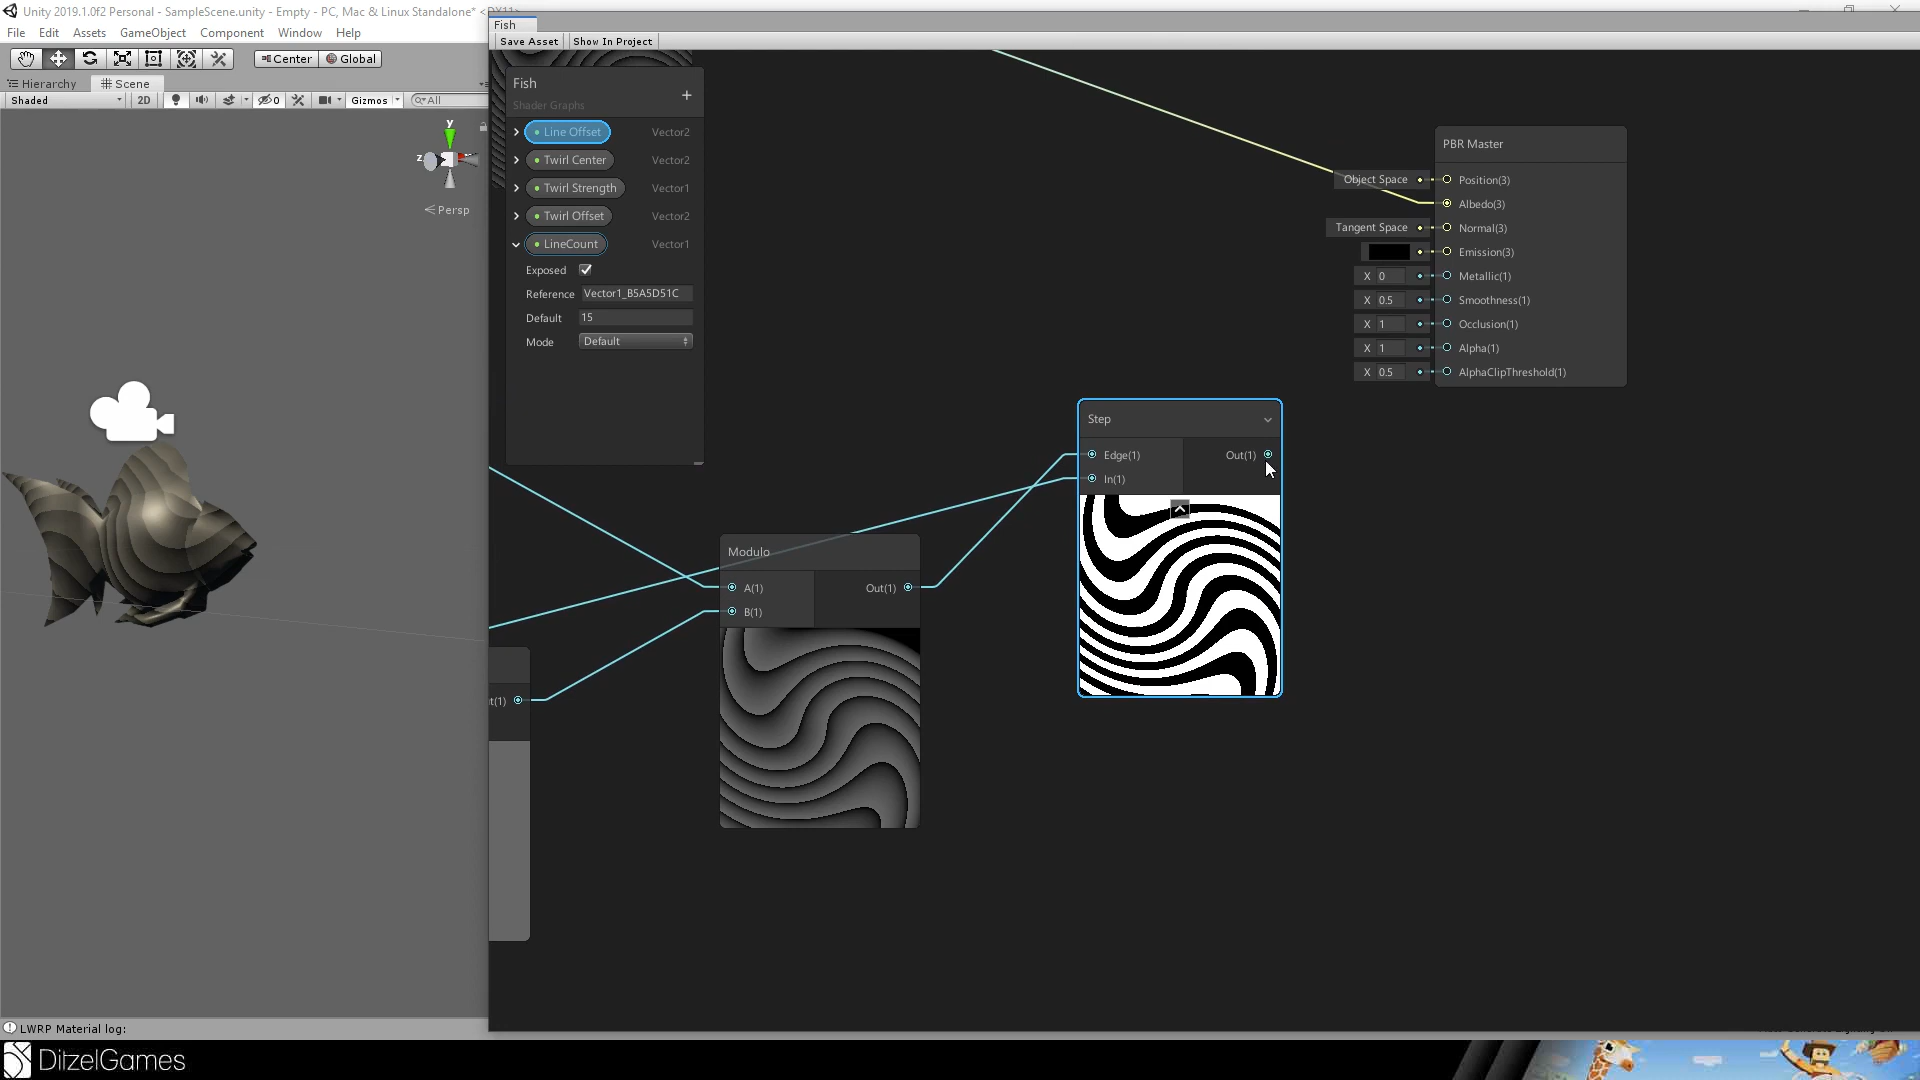 Unity 2019.1.0f2 Personal - SampleScene.unity - Empty - PC, Mac & Linux Standalone* <DX11>
File Edit Assets GameObject Component Window Help
Center Global
Hierarchy Scene
Shaded 2D 0 Gizmos All
y
z
Persp
Fish
Save Asset Show In Project
Fish
Shader Graphs
Line Offset Vector2
Twirl Center Vector2
Twirl Strength Vector1
Twirl Offset Vector2
LineCount Vector1
Exposed
Reference Vector1_B5A5D51C
Default 15
Mode Default
PBR Master
Object Space Position(3)
Albedo(3)
Tangent Space Normal(3)
Emission(3)
X 0 Metallic(1)
X 0.5 Smoothness(1)
X 1 Occlusion(1)
X 1 Alpha(1)
X 0.5 AlphaClipThreshold(1)
Step
Edge(1) Out(1)
In(1)
Modulo
A(1) Out(1)
B(1)
t(1)
LWRP Material log:
DitzelGames